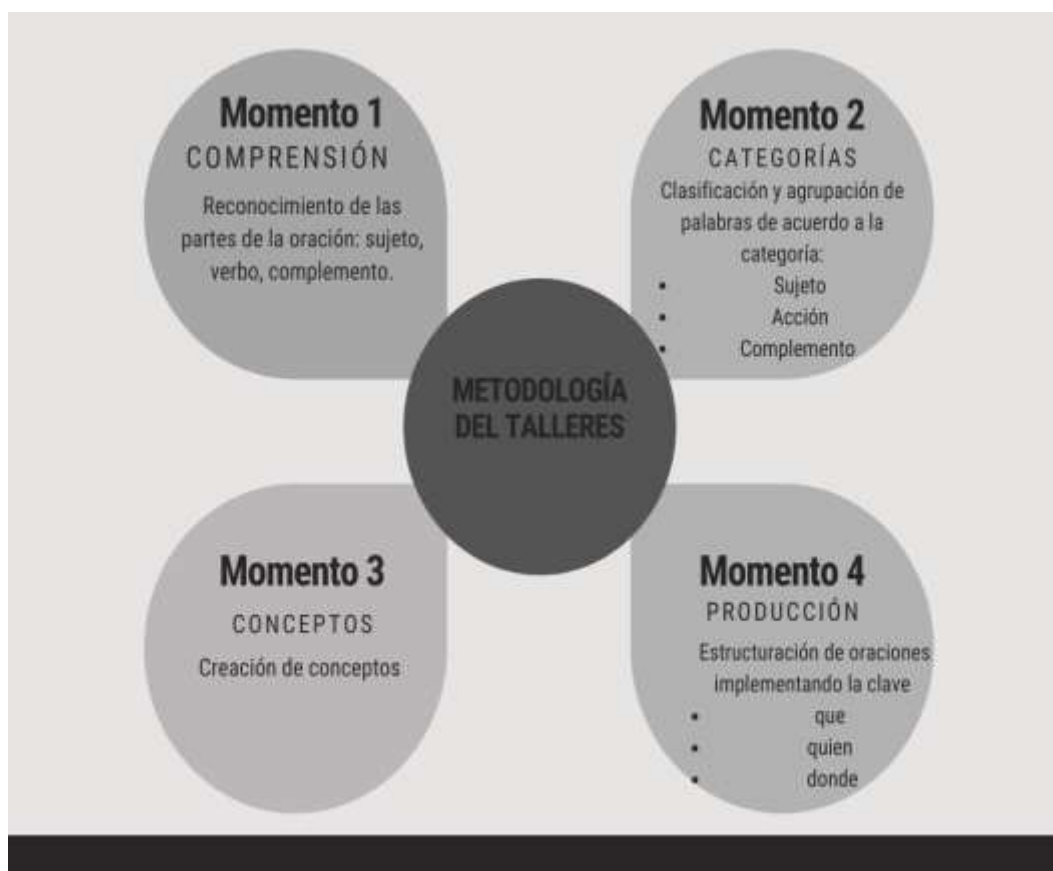 Momento 1
COMPRENSIÓN
Reconocimiento de las
partes de la oración: sujeto,
verbo, complemento.
Momento 2
CATEGORÍAS
Clasificación y agrupación de
palabras de acuerdo a la
categoría:
• Sujeto
• Acción
• Complemento
METODOLOGÍA
DEL TALLERES
Momento 3
CONCEPTOS
Creación de conceptos
Momento 4
PRODUCCIÓN
Estructuración de oraciones
implementando la clave
• que
• quien
• donde